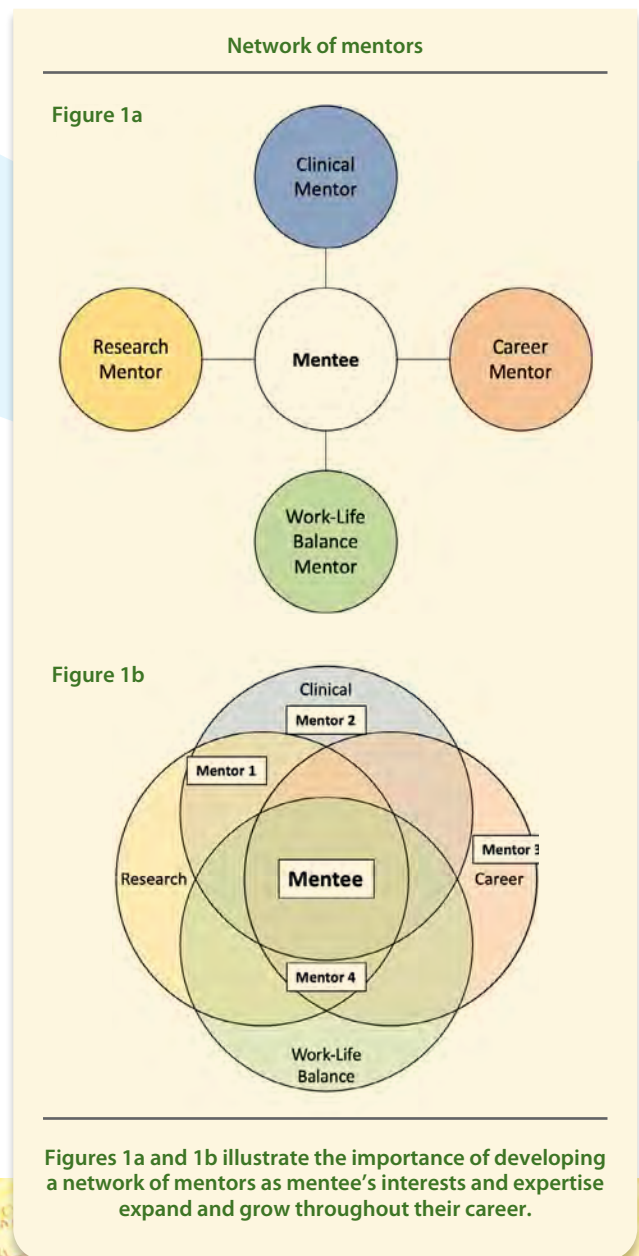 Network of mentors
Figure 1a
Clinical
Mentor
Research
Mentor
Mentee
Career
Mentor
Work-Life
Balance
Mentor
Figure 1b
Clinical
Mentor 2
Mentor 1
Mentor 3
Research
Mentee
Career
Mentor 4
Work-Life
Balance
Figures 1a and 1b illustrate the importance of developing
a network of mentors as mentee’s interests and expertise
expand and grow throughout their career.